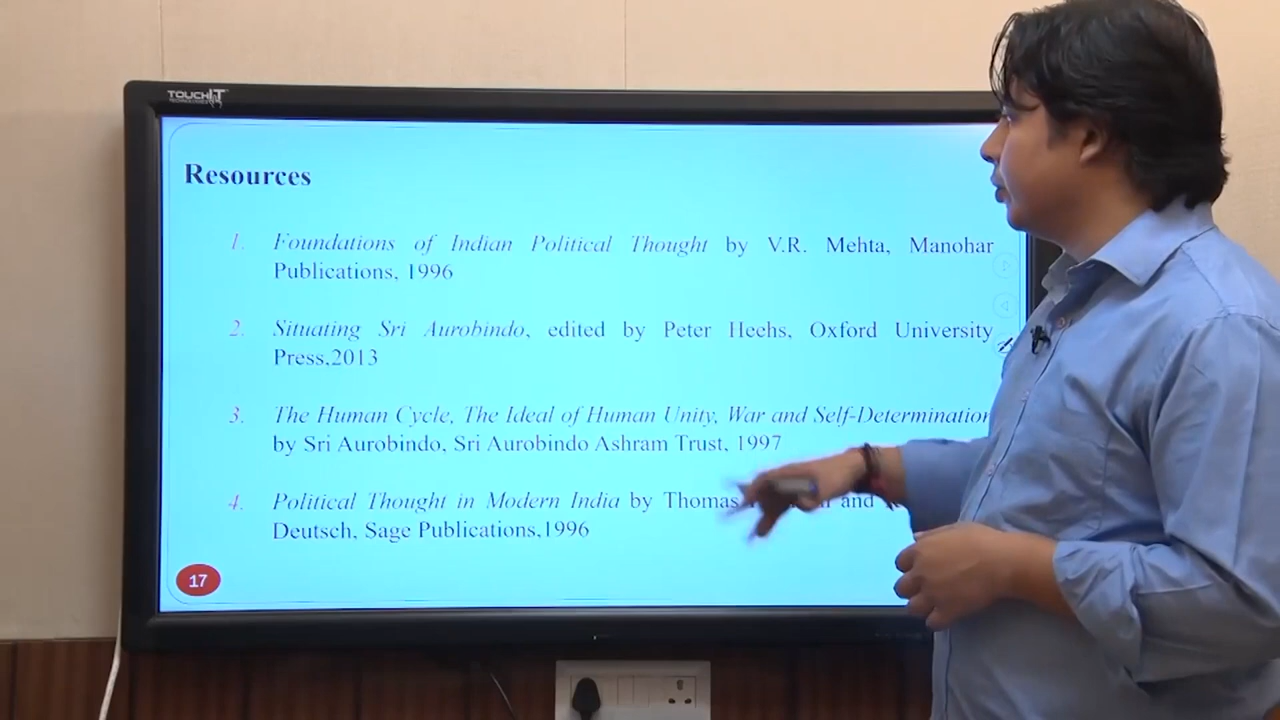 TOUCHIT
TECHNOLOGIES
Resources
1. Foundations of Indian Political Thought by V.R. Mehta, Manohar
Publications, 1996
2. Situating Sri Aurobindo, edited by Peter Heehs, Oxford University
Press,2013
3. The Human Cycle, The Ideal of Human Unity, War and Self-Determination
by Sri Aurobindo, Sri Aurobindo Ashram Trust, 1997
4. Political Thought in Modern India by Thomas and
Deutsch, Sage Publications,1996
17